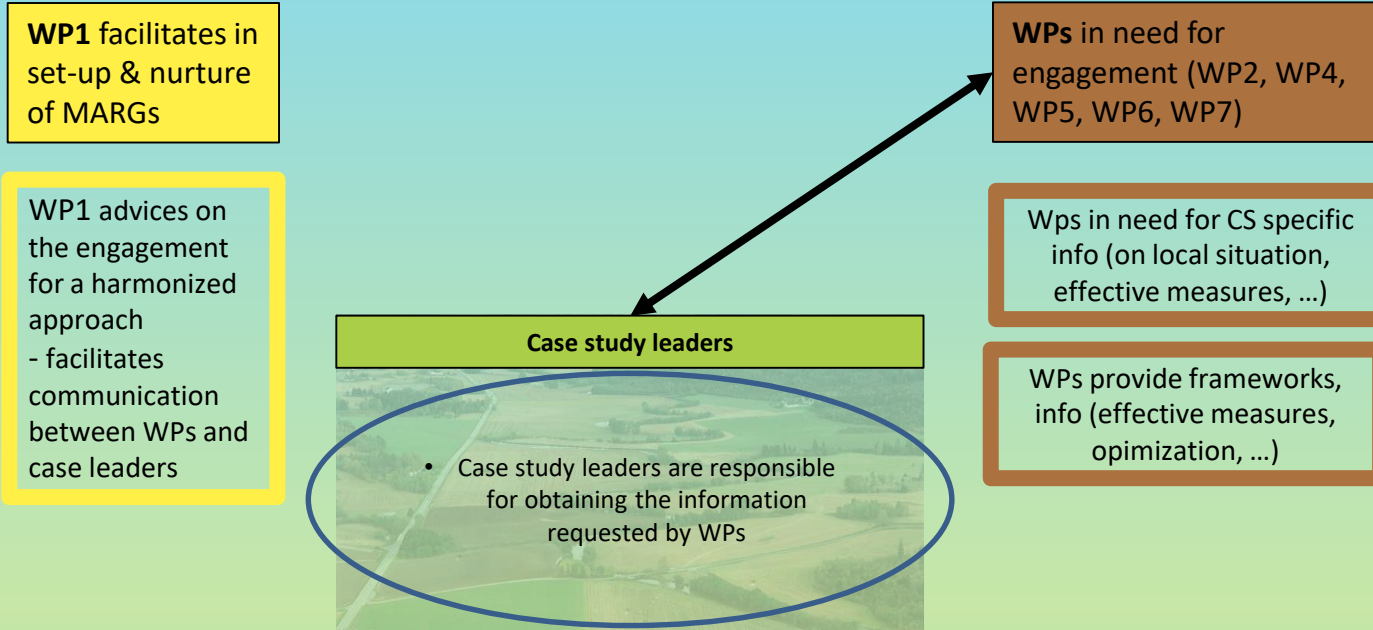 WP1 facilitates in
set-up & nurture
of MARGs
WP1 advices on
the engagement
for a harmonized
approach
- facilitates
communication
between WPs and
case leaders
Case study leaders
• Case study leaders are responsible
for obtaining the information
requested by WPs
WPs in need for
engagement (WP2, WP4,
WP5, WP6, WP7)
Wps in need for CS specific
info (on local situation,
effective measures, ...)
WPs provide frameworks,
info (effective measures,
opimization, ...)